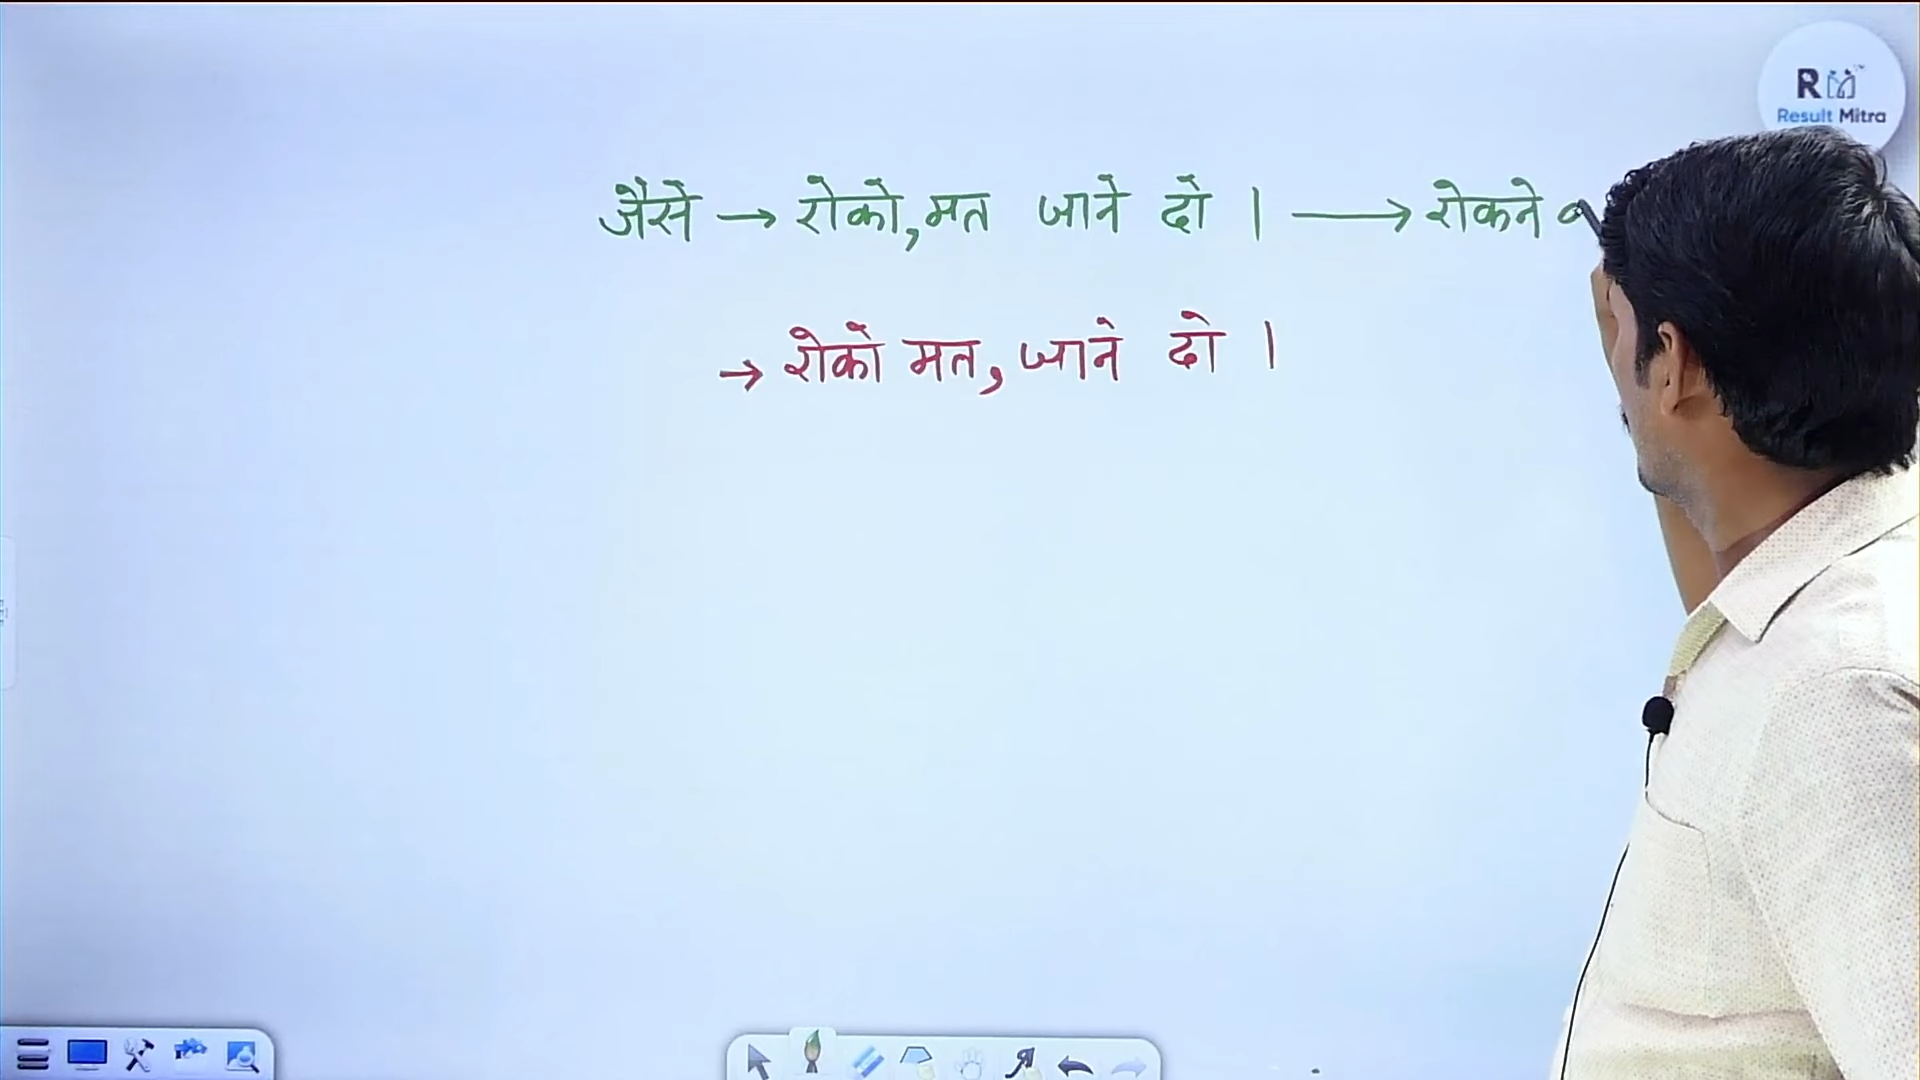 R
Result Mitra
जैसे → रोको, मत जाने दो । → रोकने
→ रोको मत, जाने दो ।